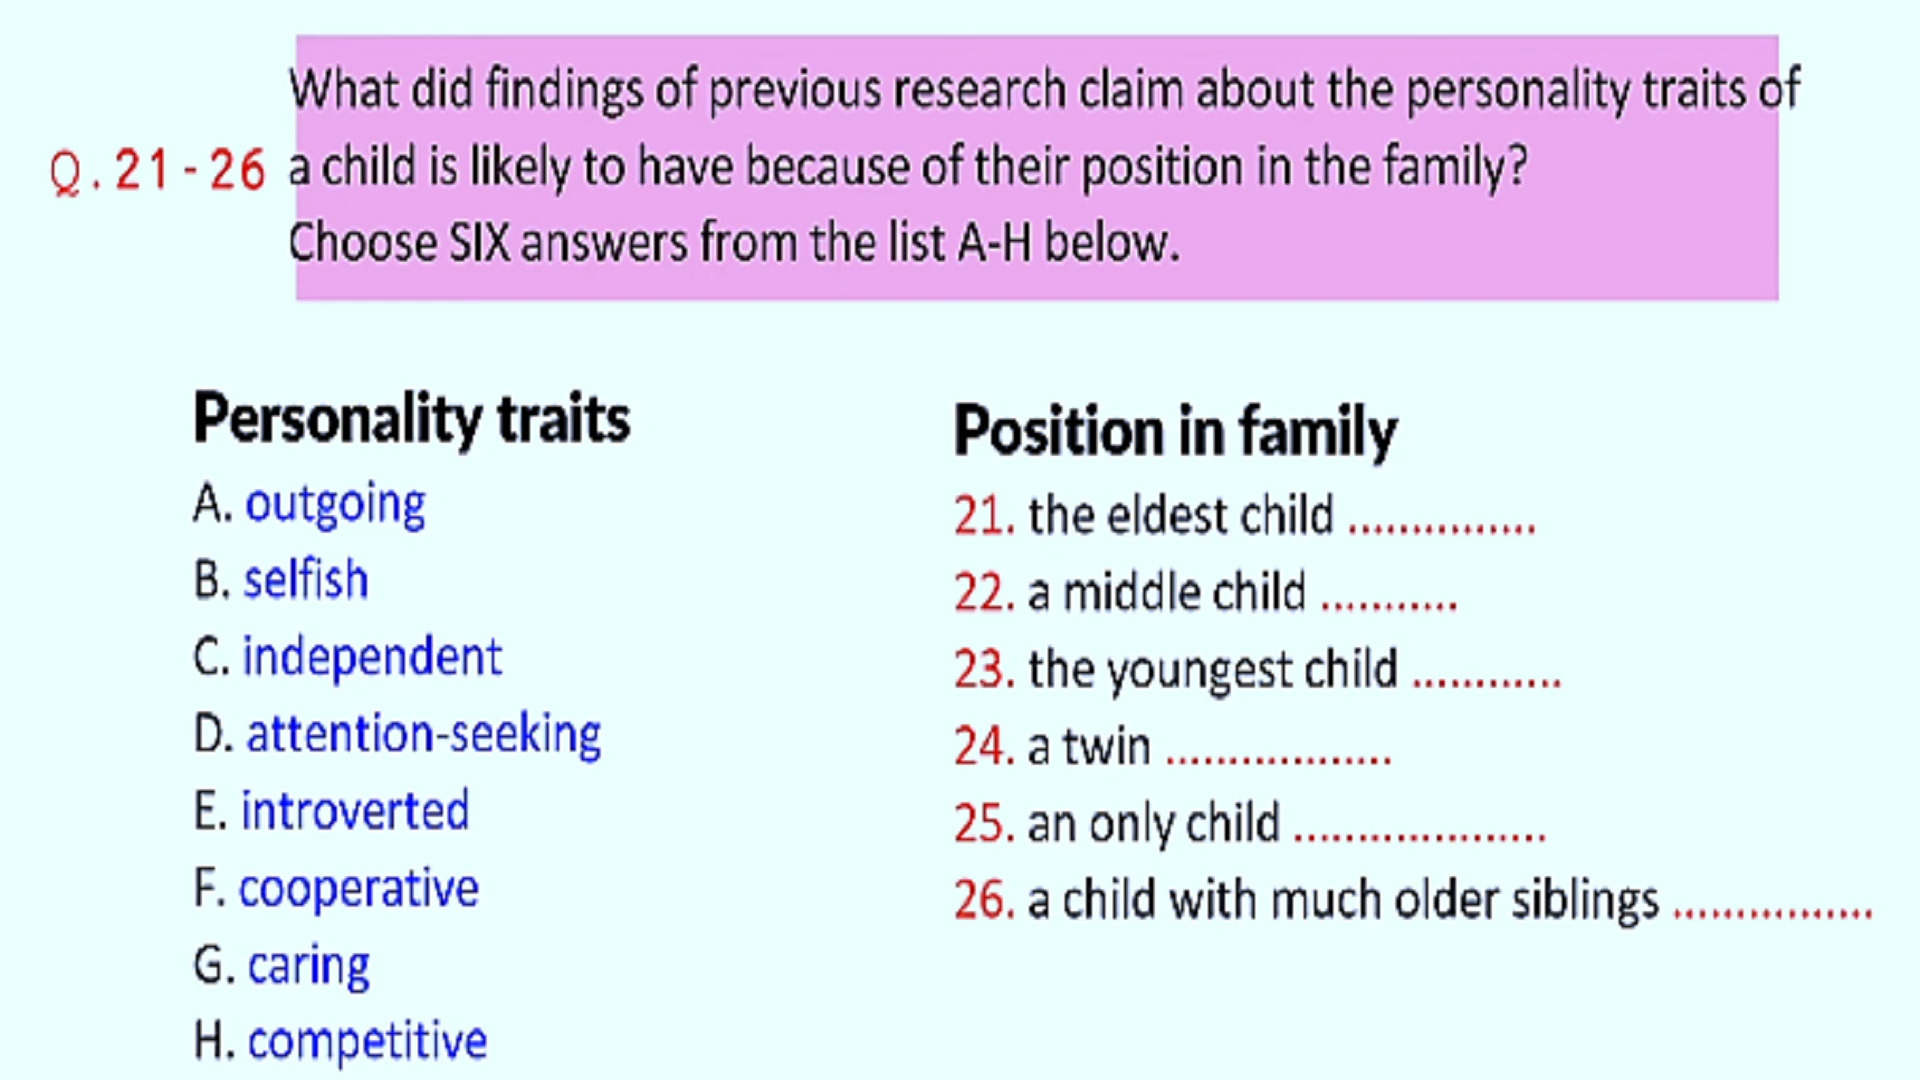 What did findings of previous research claim about the personality traits of
Q. 21-26 a child is likely to have because of their position in the family?
Choose SIX answers from the list A-H below.
Personality traits
A. outgoing
B. selfish
C. independent
D. attention-seeking
E. introverted
F. cooperative
G. caring
H. competitive
Position in family
21. the eldest child ...............
22. a middle child ...........
23. the youngest child ............
24. a twin ..................
25. an only child ....................
26. a child with much older siblings ................